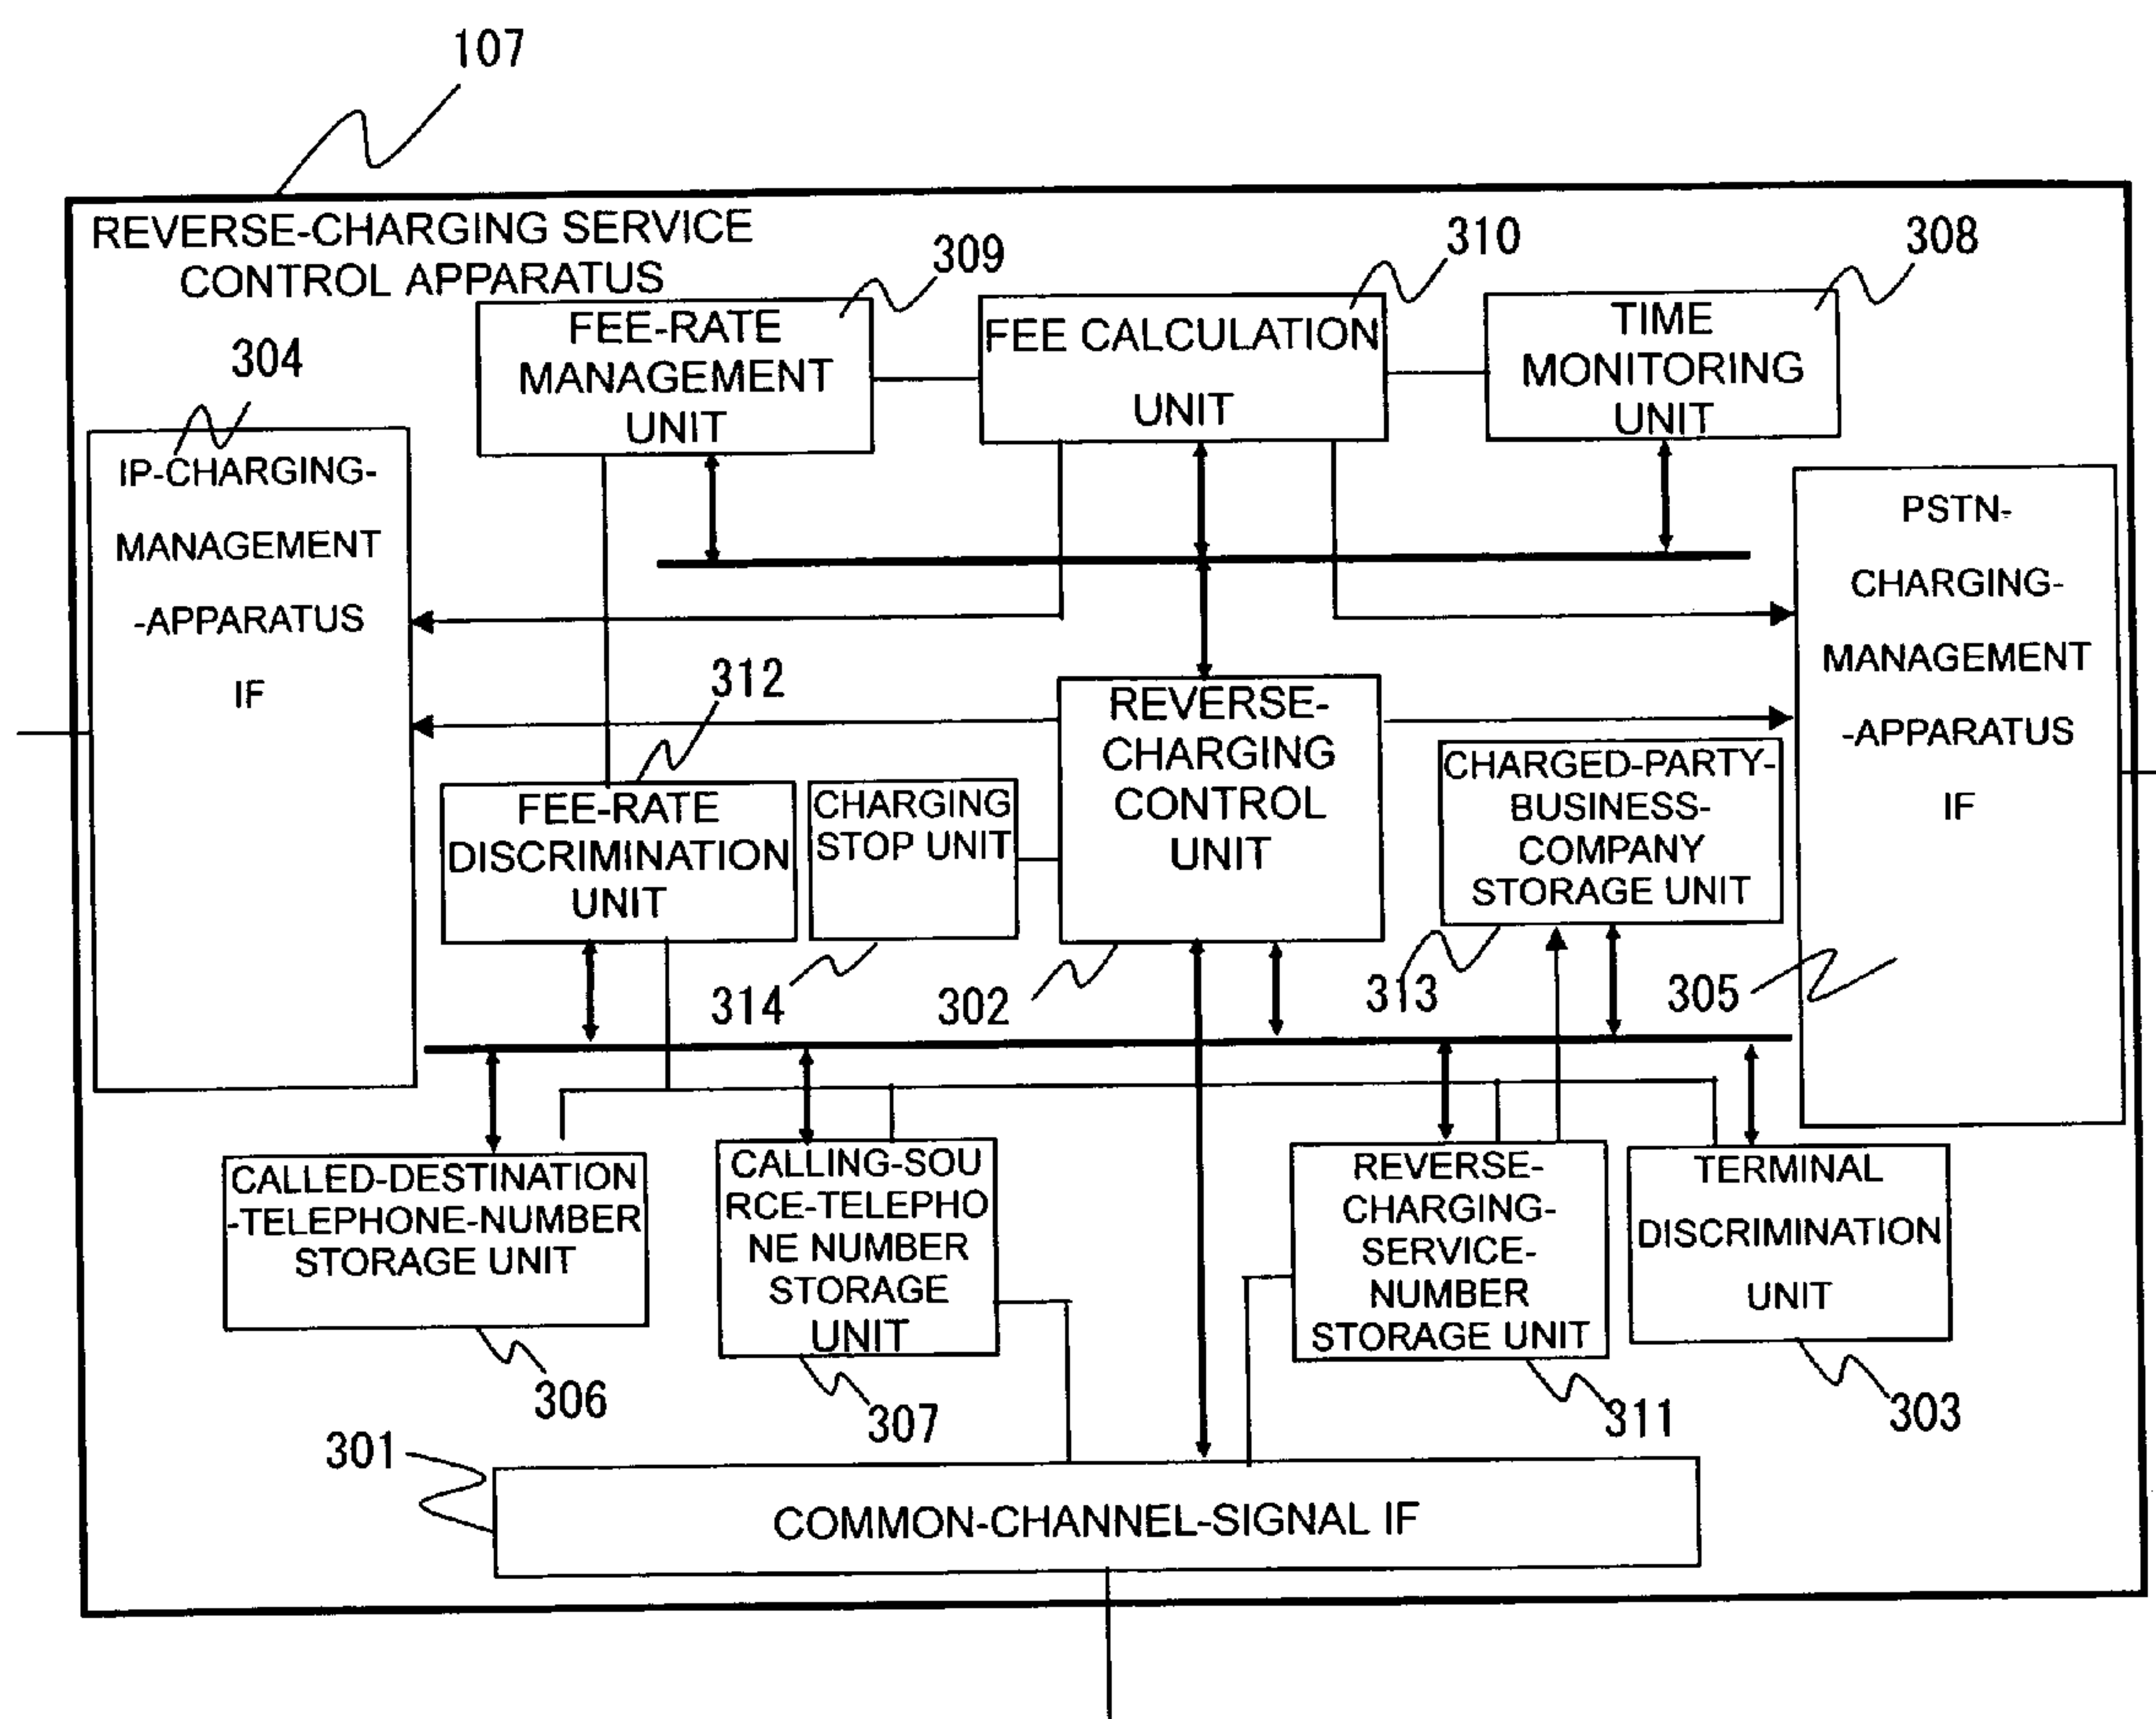 107
REVERSE-CHARGING SERVICE
CONTROL APPARATUS
309
310
308
FEE-RATE
MANAGEMENT
UNIT
FEE CALCULATION
UNIT
TIME
MONITORING
UNIT
304
IP-CHARGING-
MANAGEMENT
-APPARATUS
IF
PSTN-
CHARGING-
MANAGEMENT
-APPARATUS
IF
312
FEE-RATE
DISCRIMINATION
UNIT
CHARGING
STOP UNIT
REVERSE-
CHARGING
CONTROL
UNIT
CHARGED-PARTY-
BUSINESS-
COMPANY
STORAGE UNIT
314
302
313
305
CALLED-DESTINATION
-TELEPHONE-NUMBER
STORAGE UNIT
CALLING-SOU
RCE-TELEPHO
NE NUMBER
STORAGE
UNIT
REVERSE-
CHARGING-
SERVICE-
NUMBER
STORAGE UNIT
TERMINAL
DISCRIMINATION
UNIT
306
307
311
303
301
COMMON-CHANNEL-SIGNAL IF